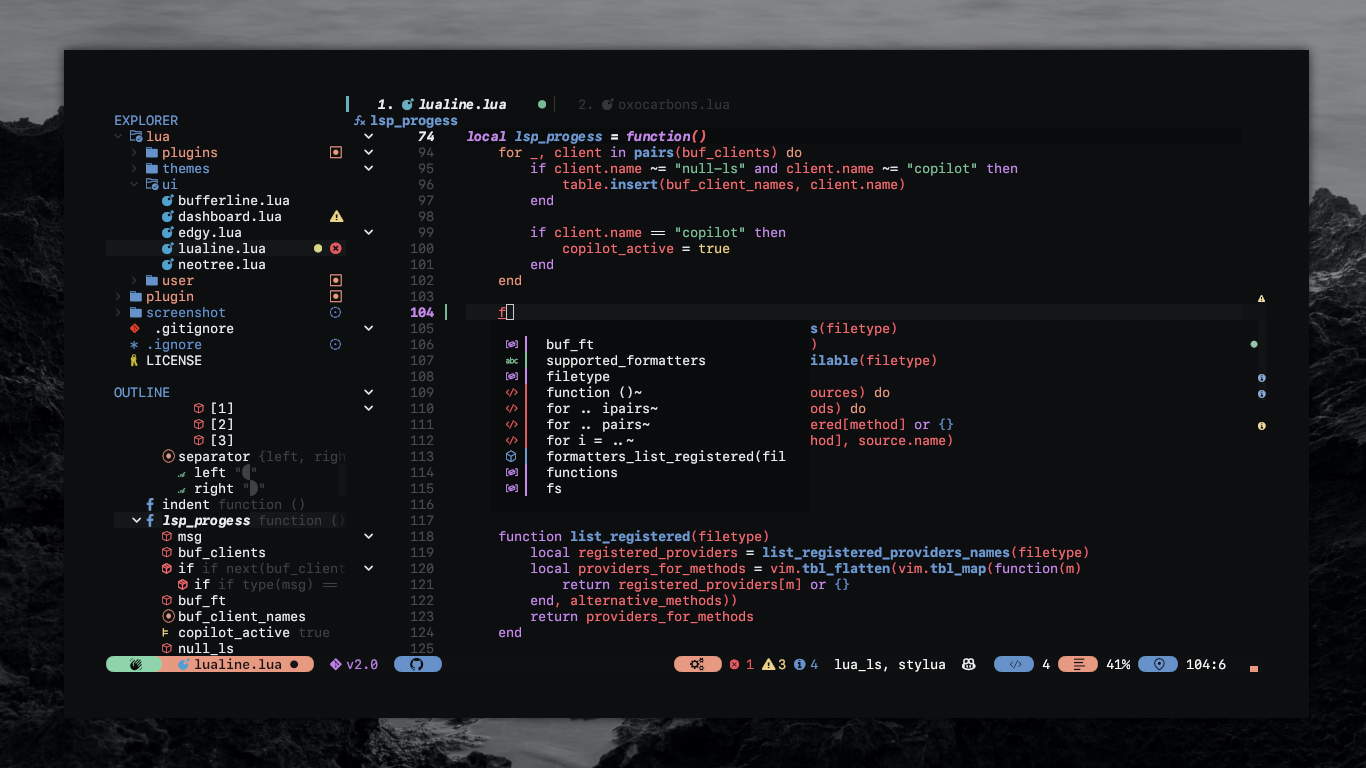 1. lualine.lua 2. oxocarbons.lua
EXPLORER
lua
plugins
themes
ui
bufferline.lua
dashboard.lua
edgy.lua
lualine.lua
neotree.lua
user
plugin
screenshot
.gitignore
.ignore
LICENSE
OUTLINE
[1]
[2]
[3]
separator {left, righ
left "
right "
indent function ()
lsp_progess function ()
msg
buf_clients
if if next(buf_client
if if type(msg) ==
buf_ft
buf_client_names
copilot_active true
null_ls
lsp_progess
74 local lsp_progess = function()
94 for _, client in pairs(buf_clients) do
95 if client.name ~= "null-ls" and client.name ~= "copilot" then
96 table.insert(buf_client_names, client.name)
97 end
98
99 if client.name == "copilot" then
100 copilot_active = true
101 end
102 end
103
104 f
105 s(filetype)
106 )
107 ilable(filetype)
108
109 ources) do
110 ods) do
111 ered[method] or {}
112 hod], source.name)
113
114
115
116
117
buf_ft
abc supported_formatters
filetype
function ()~
for .. ipairs~
for .. pairs~
for i = ..~
formatters_list_registered(fil
functions
fs
118 function list_registered(filetype)
119 local registered_providers = list_registered_providers_names(filetype)
120 local providers_for_methods = vim.tbl_flatten(vim.tbl_map(function(m)
121 return registered_providers[m] or {}
122 end, alternative_methods))
123 return providers_for_methods
124 end
125
lualine.lua v2.0 1 3 4 lua_ls, stylua 4 41% 104:6